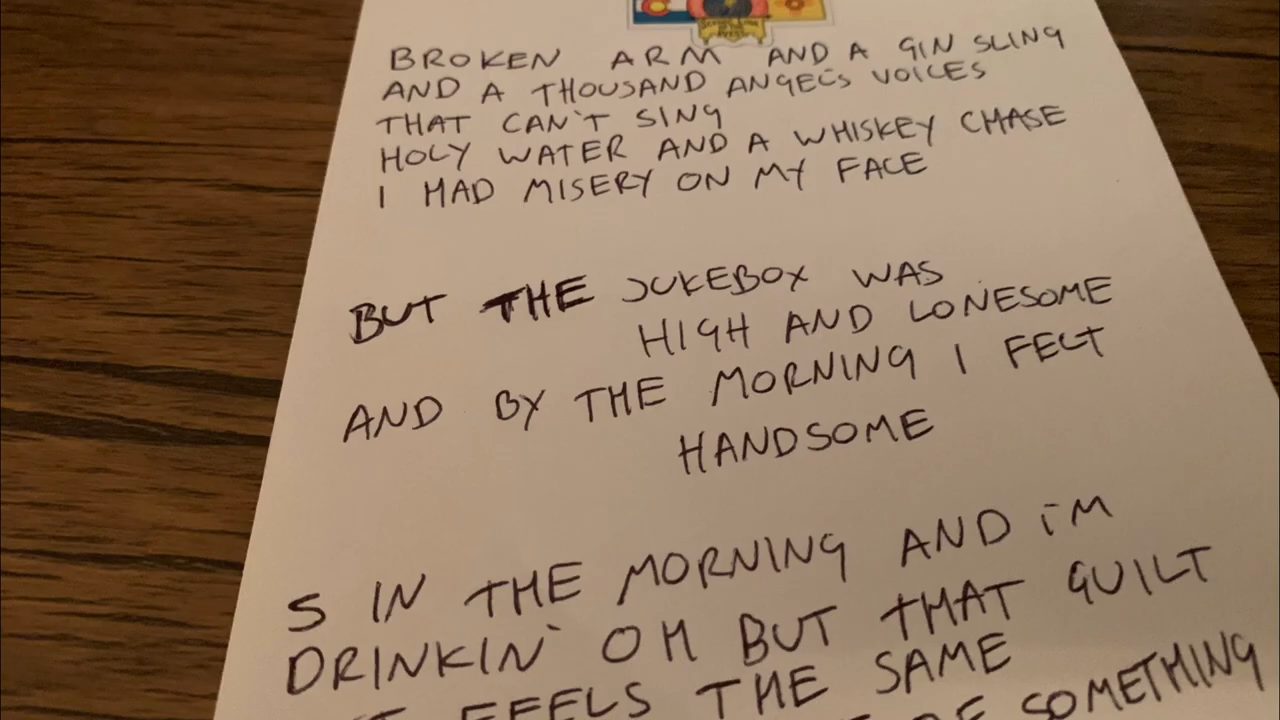 BROKEN ARM AND A GIN SLING
AND A THOUSAND ANGELS VOICES
THAT CAN'T SING
HOLY WATER AND A WHISKEY CHASE
I HAD MISERY ON MY FACE
BUT THE JUKEBOX WAS
HIGH AND LONESOME
AND BY THE MORNING I FELT
HANDSOME
5 IN THE MORNING AND iM
DRINKIN' OH BUT THAT GUILT
FEELS THE SAME
SOMETHING